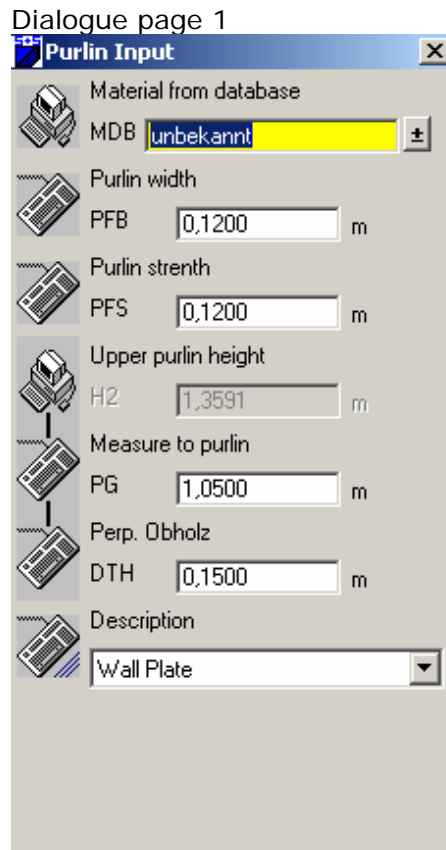 Dialogue page 1
Purlin Input
Material from database
MDB unbekannt ±
Purlin width
PFB 0,1200 m
Purlin strenth
PFS 0,1200 m
Upper purlin height
H2 1,3591 m
Measure to purlin
PG 1,0500 m
Perp. Obholz
DTH 0,1500 m
Description
Wall Plate